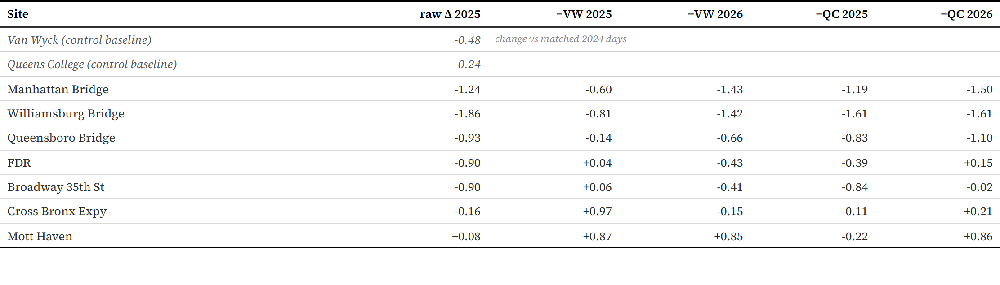 Site raw Δ 2025 −VW 2025 −VW 2026 −QC 2025 −QC 2026
Van Wyck (control baseline) -0.48 change vs matched 2024 days
Queens College (control baseline) -0.24
Manhattan Bridge -1.24 -0.60 -1.43 -1.19 -1.50
Williamsburg Bridge -1.86 -0.81 -1.42 -1.61 -1.61
Queensboro Bridge -0.93 -0.14 -0.66 -0.83 -1.10
FDR -0.90 +0.04 -0.43 -0.39 +0.15
Broadway 35th St -0.90 +0.06 -0.41 -0.84 -0.02
Cross Bronx Expy -0.16 +0.97 -0.15 -0.11 +0.21
Mott Haven +0.08 +0.87 +0.85 -0.22 +0.86